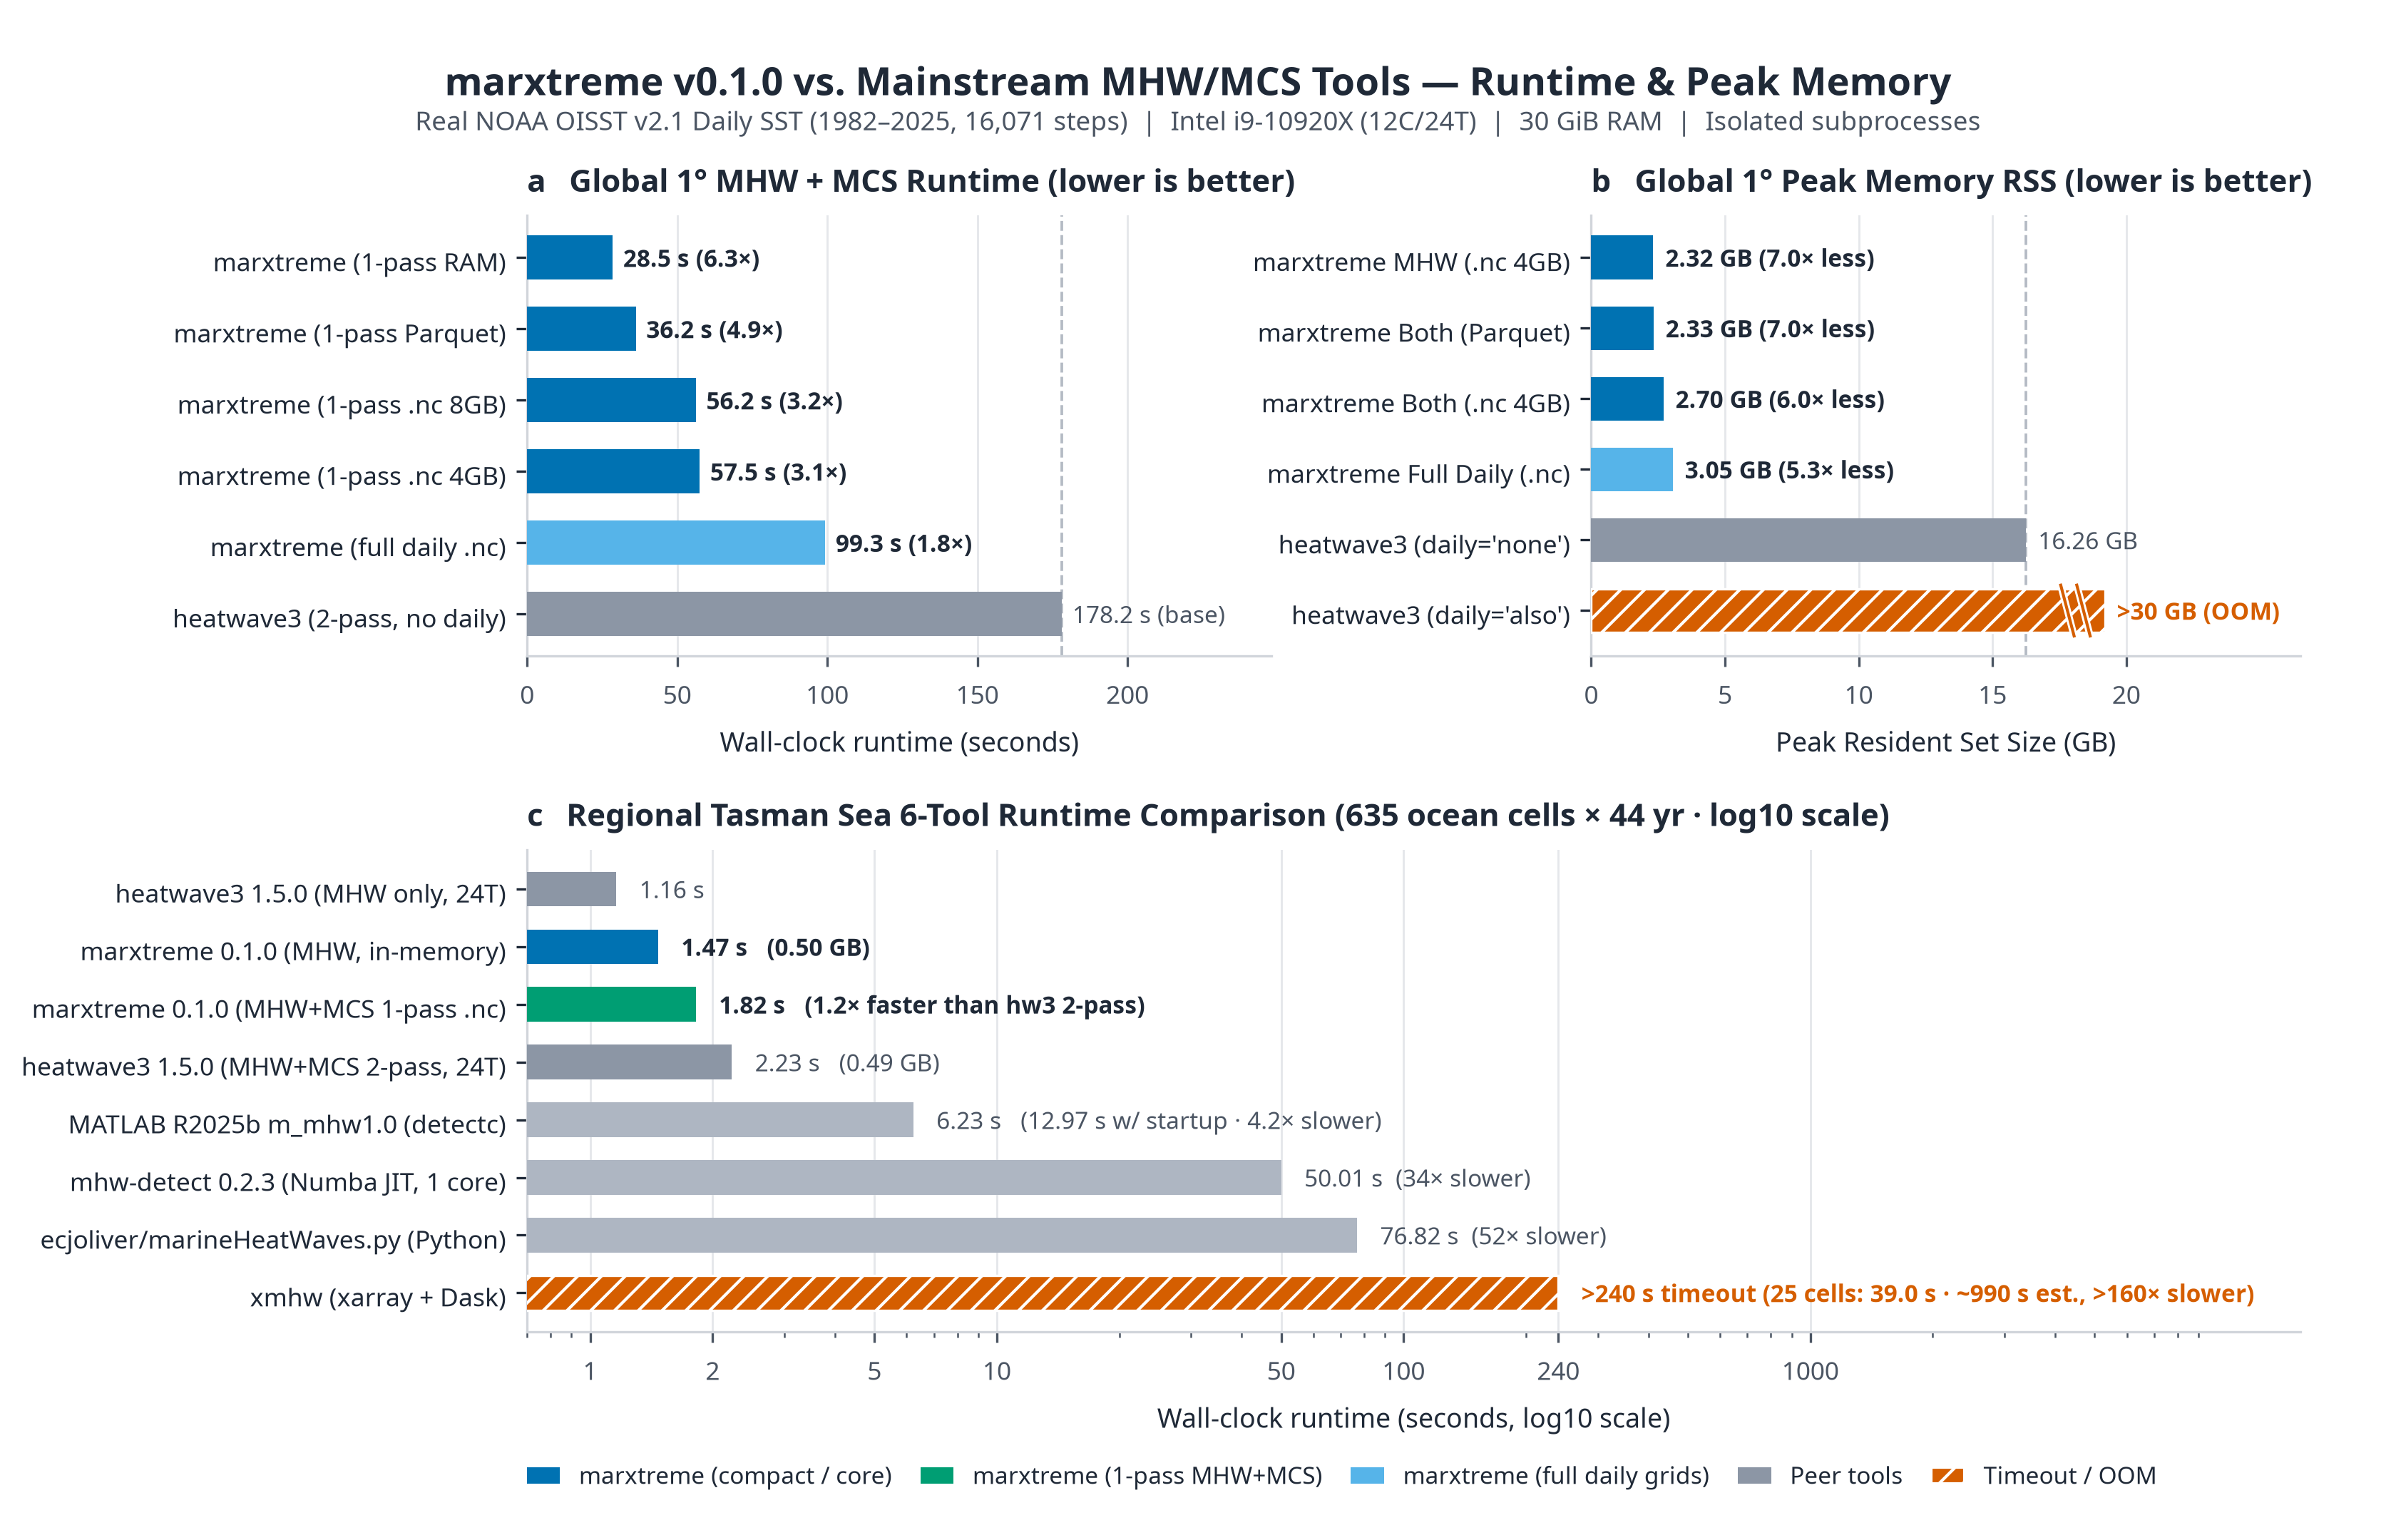 marxtreme v0.1.0 vs. Mainstream MHW/MCS Tools — Runtime & Peak Memory
Real NOAA OISST v2.1 Daily SST (1982–2025, 16,071 steps) | Intel i9-10920X (12C/24T) | 30 GiB RAM | Isolated subprocesses
a Global 1° MHW + MCS Runtime (lower is better)
marxtreme (1-pass RAM)
28.5 s (6.3×)
marxtreme (1-pass Parquet)
36.2 s (4.9×)
marxtreme (1-pass .nc 8GB)
56.2 s (3.2×)
marxtreme (1-pass .nc 4GB)
57.5 s (3.1×)
marxtreme (full daily .nc)
99.3 s (1.8×)
heatwave3 (2-pass, no daily)
178.2 s (base)
0 50 100 150 200
Wall-clock runtime (seconds)
b Global 1° Peak Memory RSS (lower is better)
marxtreme MHW (.nc 4GB)
2.32 GB (7.0× less)
marxtreme Both (Parquet)
2.33 GB (7.0× less)
marxtreme Both (.nc 4GB)
2.70 GB (6.0× less)
marxtreme Full Daily (.nc)
3.05 GB (5.3× less)
heatwave3 (daily='none')
16.26 GB
heatwave3 (daily='also')
>30 GB (OOM)
0 5 10 15 20
Peak Resident Set Size (GB)
c Regional Tasman Sea 6-Tool Runtime Comparison (635 ocean cells × 44 yr · log10 scale)
heatwave3 1.5.0 (MHW only, 24T)
1.16 s
marxtreme 0.1.0 (MHW, in-memory)
1.47 s (0.50 GB)
marxtreme 0.1.0 (MHW+MCS 1-pass .nc)
1.82 s (1.2× faster than hw3 2-pass)
heatwave3 1.5.0 (MHW+MCS 2-pass, 24T)
2.23 s (0.49 GB)
MATLAB R2025b m_mhw1.0 (detectc)
6.23 s (12.97 s w/ startup · 4.2× slower)
mhw-detect 0.2.3 (Numba JIT, 1 core)
50.01 s (34× slower)
ecjoliver/marineHeatWaves.py (Python)
76.82 s (52× slower)
xmhw (xarray + Dask)
>240 s timeout (25 cells: 39.0 s · ~990 s est., >160× slower)
1 2 5 10 50 100 240 1000
Wall-clock runtime (seconds, log10 scale)
marxtreme (compact / core) marxtreme (1-pass MHW+MCS) marxtreme (full daily grids) Peer tools Timeout / OOM